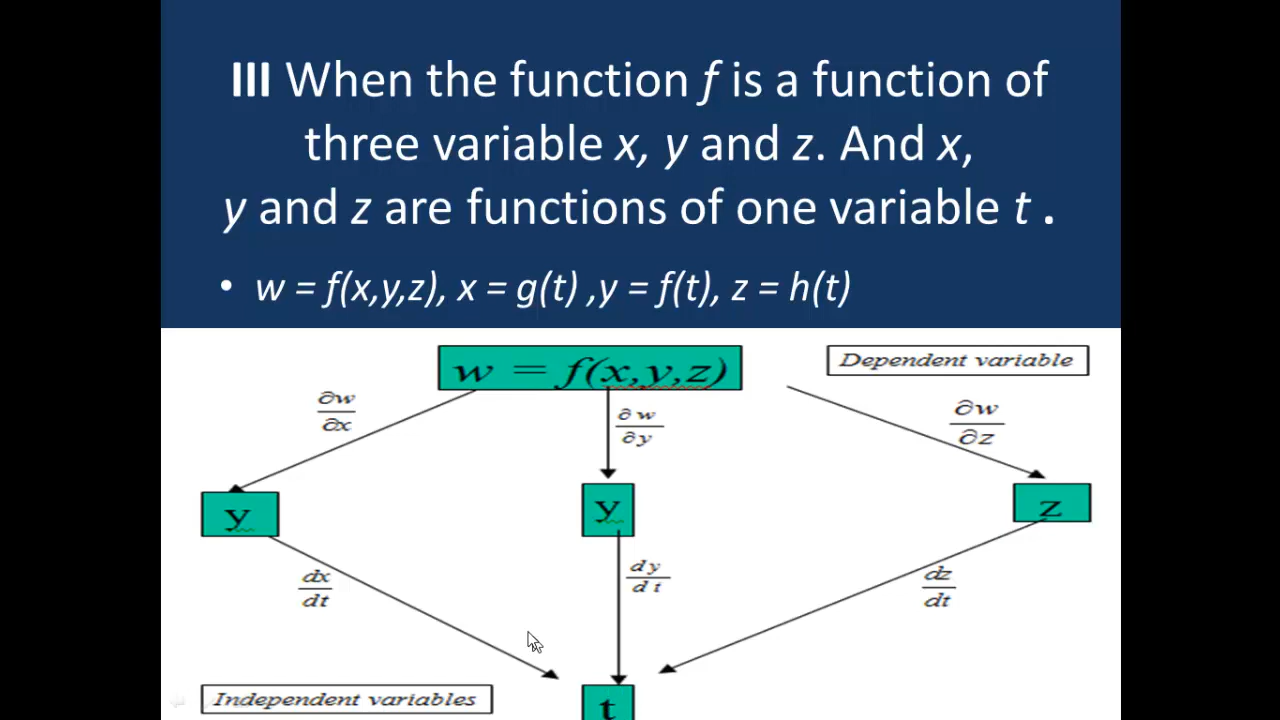 III When the function f is a function of
three variable x, y and z. And x,
y and z are functions of one variable t .
• w = f(x,y,z), x = g(t) ,y = f(t), z = h(t)
w = f(x,y,z)
Dependent variable
∂w/∂x
∂w/∂y
∂w/∂z
y
y
z
dx/dt
dy/dt
dz/dt
Independent variables
t